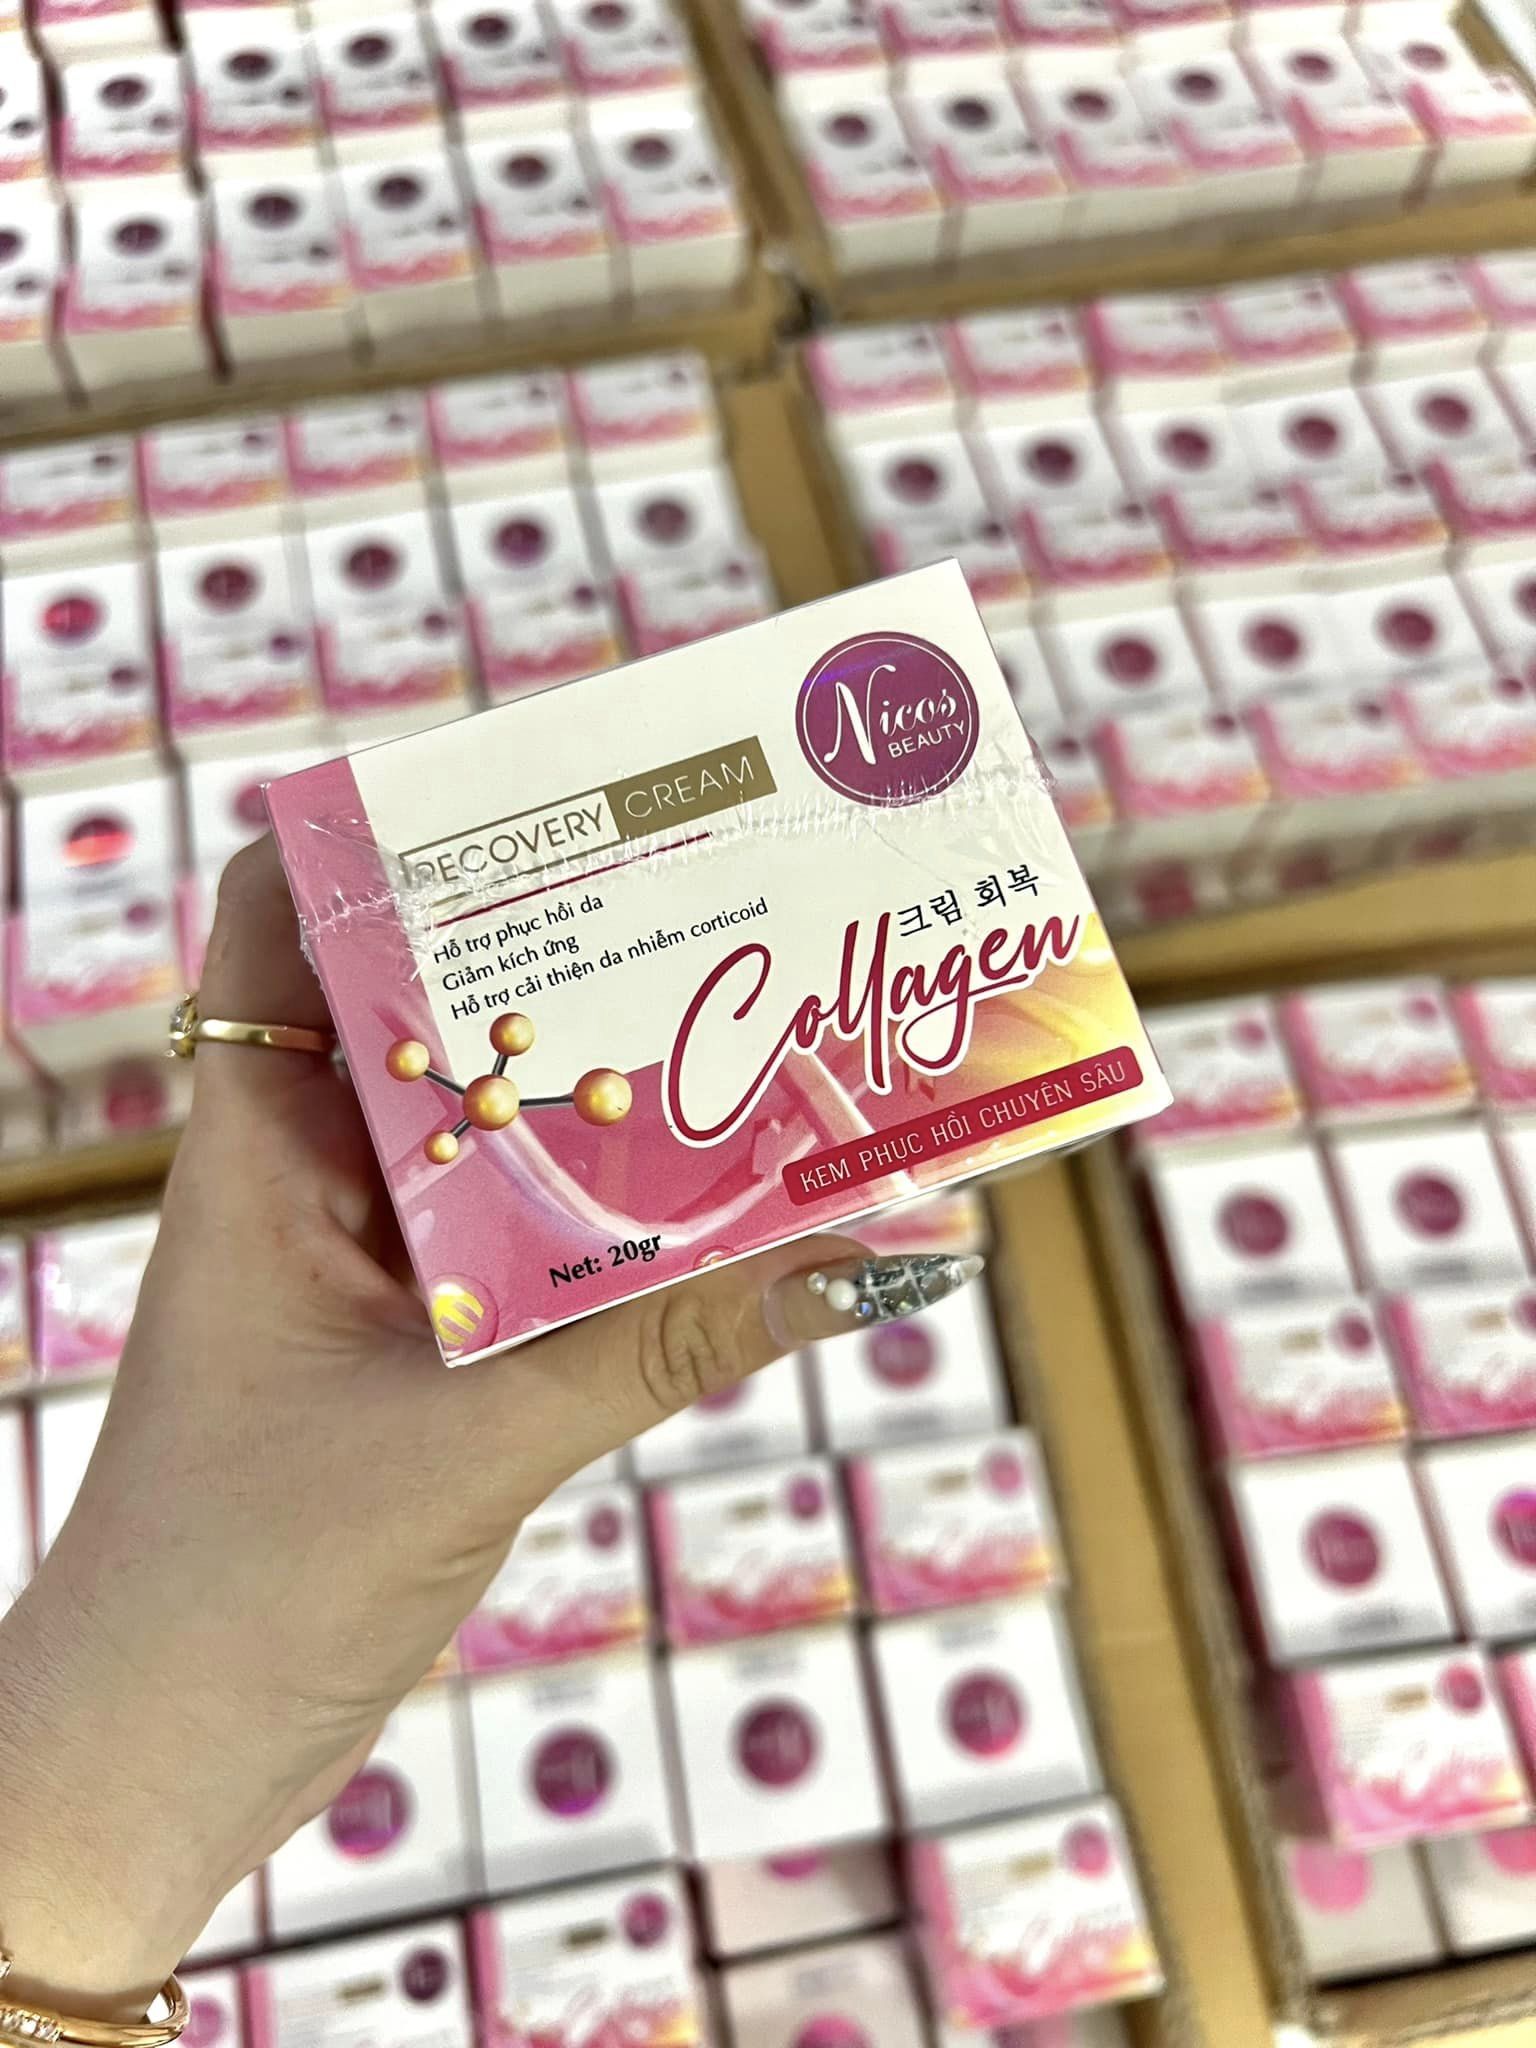 Nicos
BEAUTY
RECOVERY CREAM
Hỗ trợ phục hồi da
Giảm kích ứng
Hỗ trợ cải thiện da nhiễm corticoid
크림 회복
Collagen
KEM PHỤC HỒI CHUYÊN SÂU
Net: 20gr